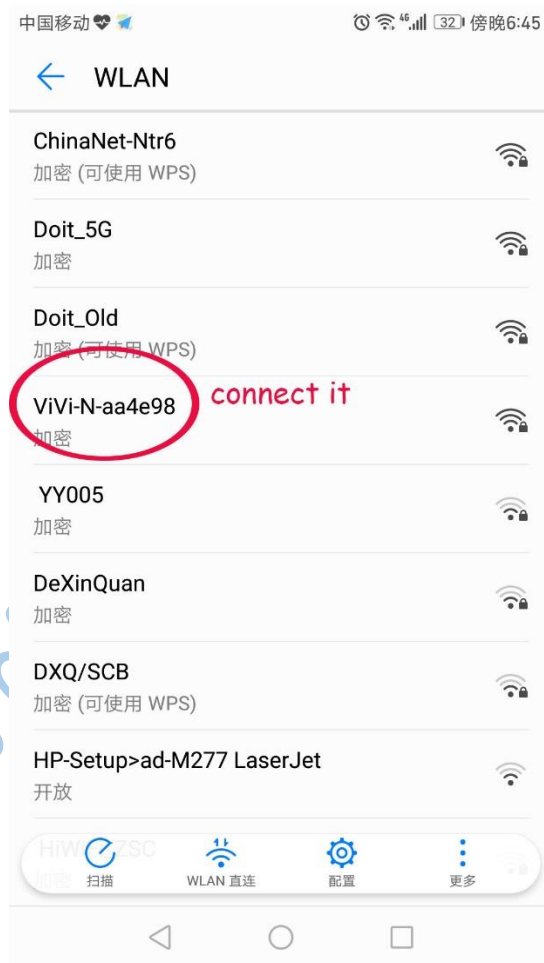 中国移动 46 32 傍晚6:45
WLAN
ChinaNet-Ntr6
加密 (可使用 WPS)
Doit_5G
加密
Doit_Old
加密 (可使用 WPS)
ViVi-N-aa4e98 connect it
加密
YY005
加密
DeXinQuan
加密
DXQ/SCB
加密 (可使用 WPS)
HP-Setup>ad-M277 LaserJet
开放
扫描 WLAN 直连 配置 更多